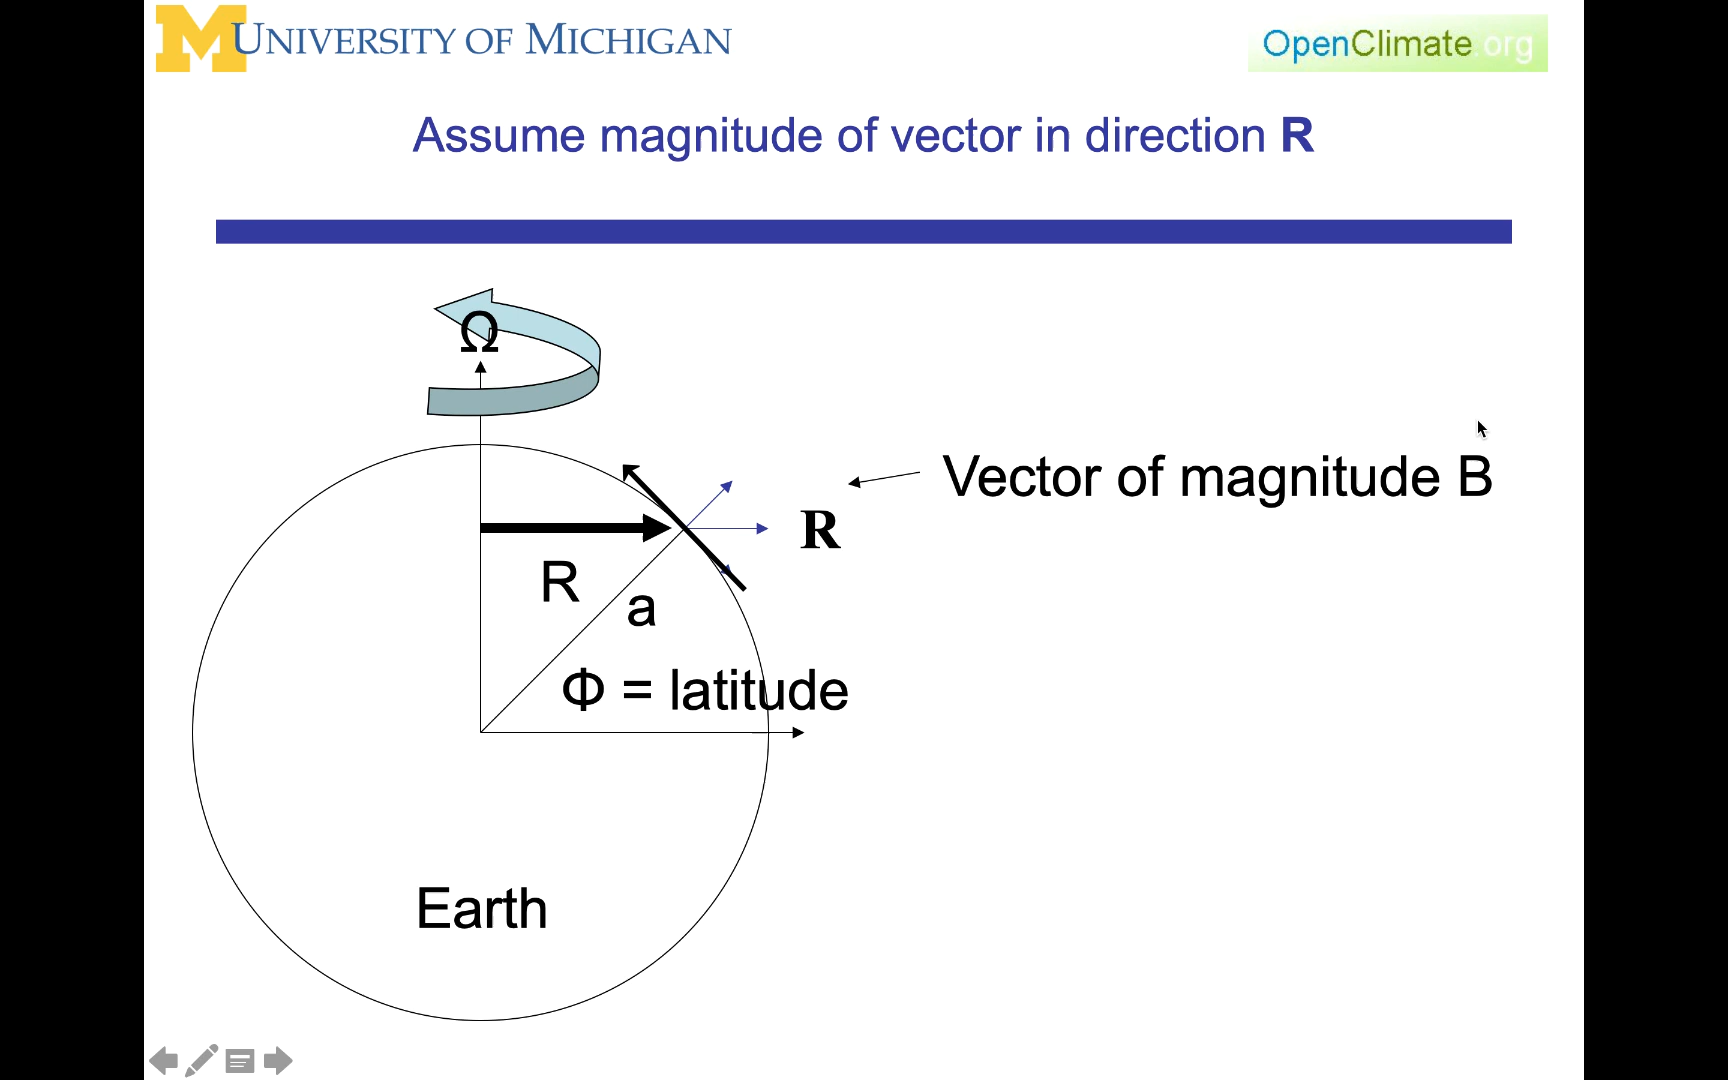 M UNIVERSITY OF MICHIGAN
OpenClimate.org
Assume magnitude of vector in direction R
Ω
Vector of magnitude B
R
R
a
Φ = latitude
Earth